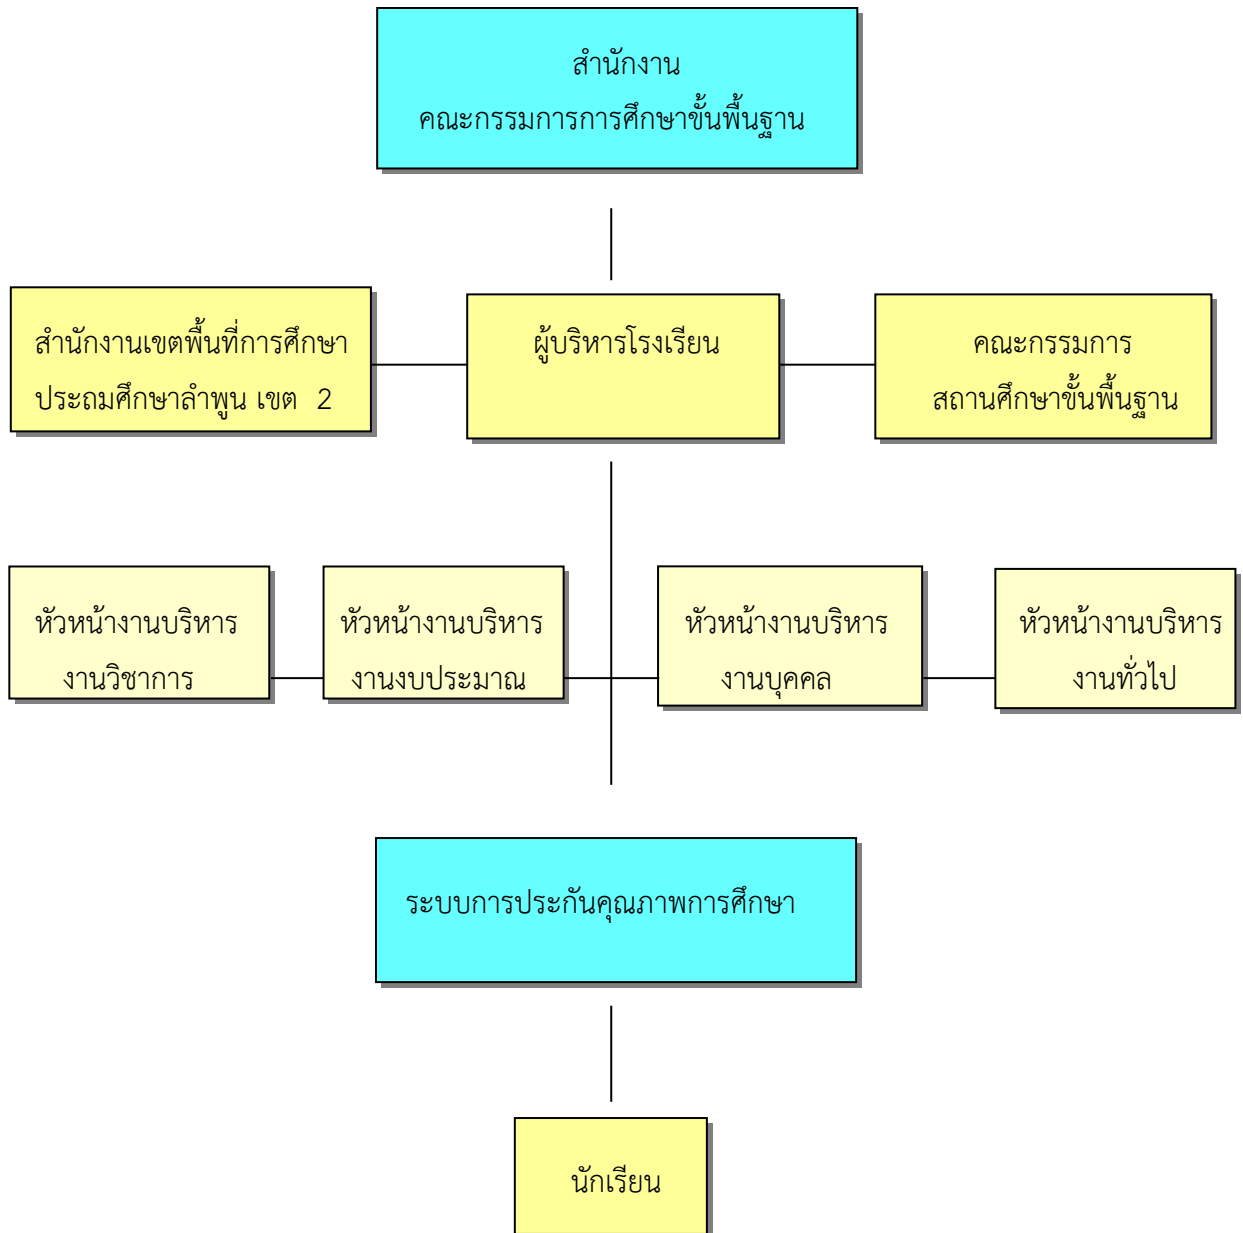 สำนักงาน
คณะกรรมการการศึกษาขั้นพื้นฐาน
สำนักงานเขตพื้นที่การศึกษา
ประถมศึกษาลำพูน เขต 2
ผู้บริหารโรงเรียน
คณะกรรมการ
สถานศึกษาขั้นพื้นฐาน
หัวหน้างานบริหาร
งานวิชาการ
หัวหน้างานบริหาร
งานงบประมาณ
หัวหน้างานบริหาร
งานบุคคล
หัวหน้างานบริหาร
งานทั่วไป
ระบบการประกันคุณภาพการศึกษา
นักเรียน